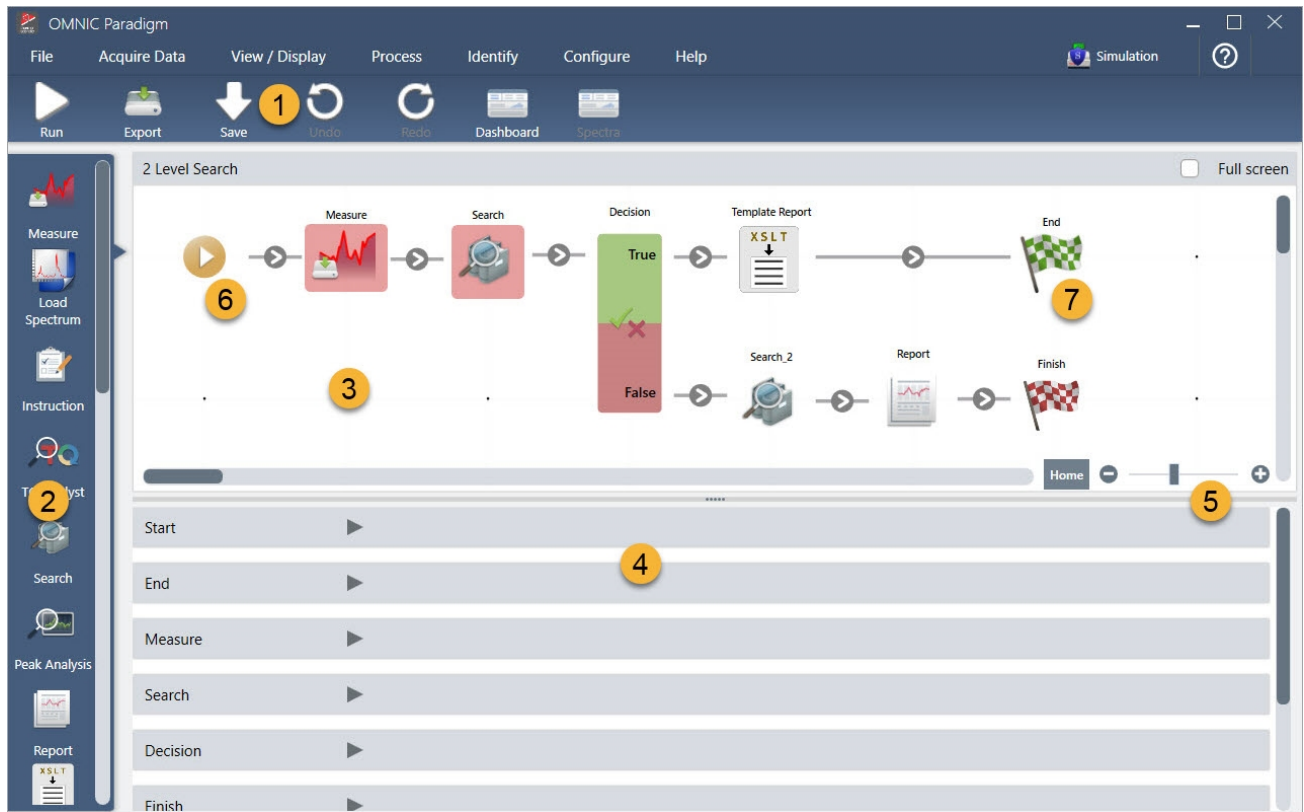 OMNIC Paradigm
File Acquire Data View / Display Process Identify Configure Help Simulation ?
1
Run Export Save Undo Redo Dashboard Spectra
2 Level Search Full screen
Measure
Load
Spectrum
Instruction
2
Search
Peak Analysis
Report
XSLT
Measure Search Decision Template Report End
XSLT
True
6 7
3
Search_2 Report Finish
False
Home
5
Start
4
End
Measure
Search
Decision
Finish